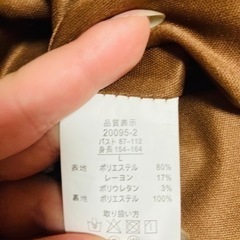 品質表示
20095-2
バスト 87-112
身長 154-164
L
表地 ポリエステル 80%
レーヨン 17%
ポリウレタン 3%
裏地 ポリエステル 100%
取り扱い方